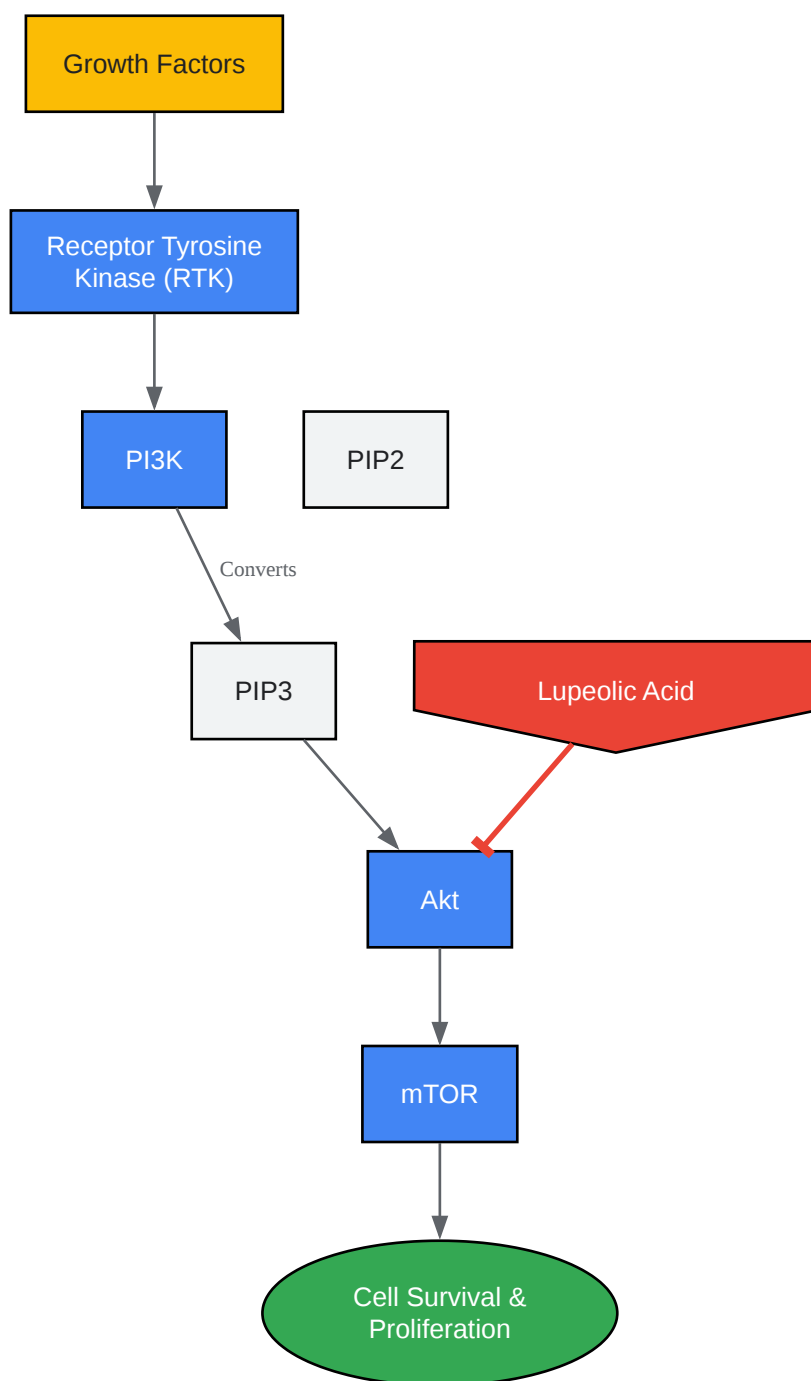 Growth Factors
Receptor Tyrosine
Kinase (RTK)
PI3K
PIP2
Converts
PIP3
Lupeolic Acid
Akt
mTOR
Cell Survival &
Proliferation